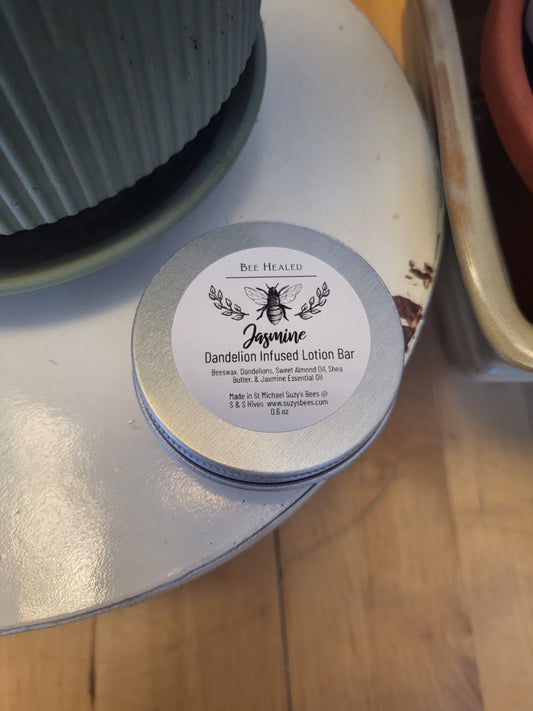 BEE HEALED
Jasmine
Dandelion Infused Lotion Bar
Beeswax, Dandelions, Sweet Almond Oil, Shea
Butter, & Jasmine Essential Oil
Made in St Michael Suzy's Bees @
S & S Hives www.suzysbees.com
0.6 oz